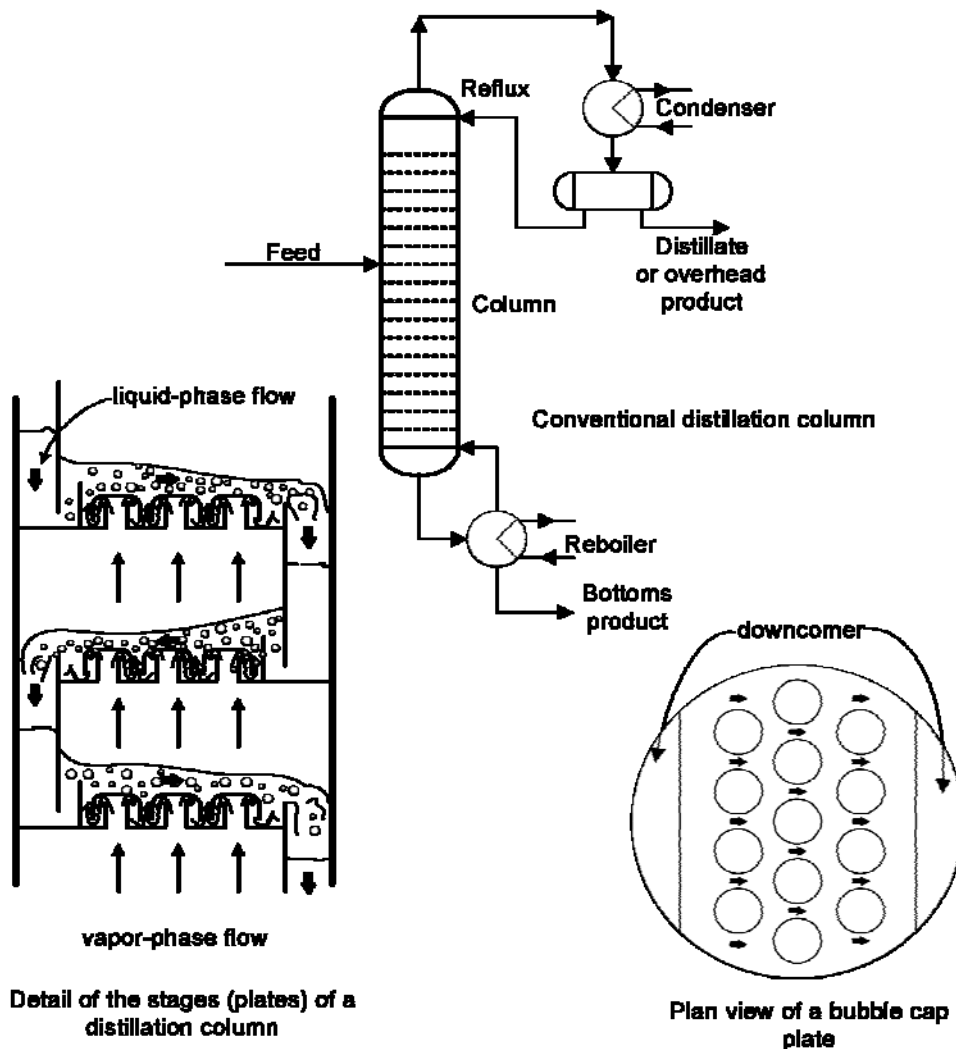 Reflux
Condenser
Feed
Distillate
or overhead
product
Column
liquid-phase flow
Conventional distillation column
Reboiler
Bottoms
product
downcomer
vapor-phase flow
Detail of the stages (plates) of a
distillation column
Plan view of a bubble cap
plate